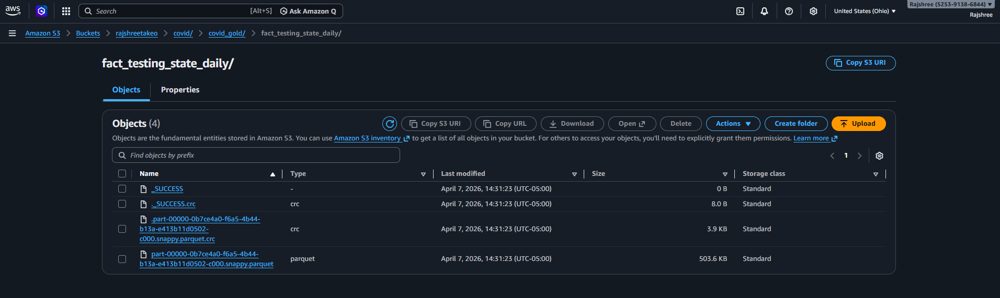 aws
Search [Alt+S] Ask Amazon Q
United States (Ohio)
Rajshree (5253-9138-6844)
Rajshree
Amazon S3 > Buckets > rajshreetakeo > covid/ > covid_gold/ > fact_testing_state_daily/
fact_testing_state_daily/
Copy S3 URI
Objects
Properties
Objects (4)
Copy S3 URI
Copy URL
Download
Open
Delete
Actions
Create folder
Upload
Objects are the fundamental entities stored in Amazon S3. You can use Amazon S3 inventory to get a list of all objects in your bucket. For others to access your objects, you'll need to explicitly grant them permissions. Learn more
Find objects by prefix
1
Name Type Last modified Size Storage class
_SUCCESS - April 7, 2026, 14:31:23 (UTC-05:00) 0 B Standard
._SUCCESS.crc crc April 7, 2026, 14:31:23 (UTC-05:00) 8.0 B Standard
.part-00000-0b7ce4a0-f6a5-4b44-
b13a-e413b11d0502- crc April 7, 2026, 14:31:23 (UTC-05:00) 3.9 KB Standard
c000.snappy.parquet.crc
part-00000-0b7ce4a0-f6a5-4b44-
b13a-e413b11d0502-c000.snappy.parquet parquet April 7, 2026, 14:31:23 (UTC-05:00) 503.6 KB Standard